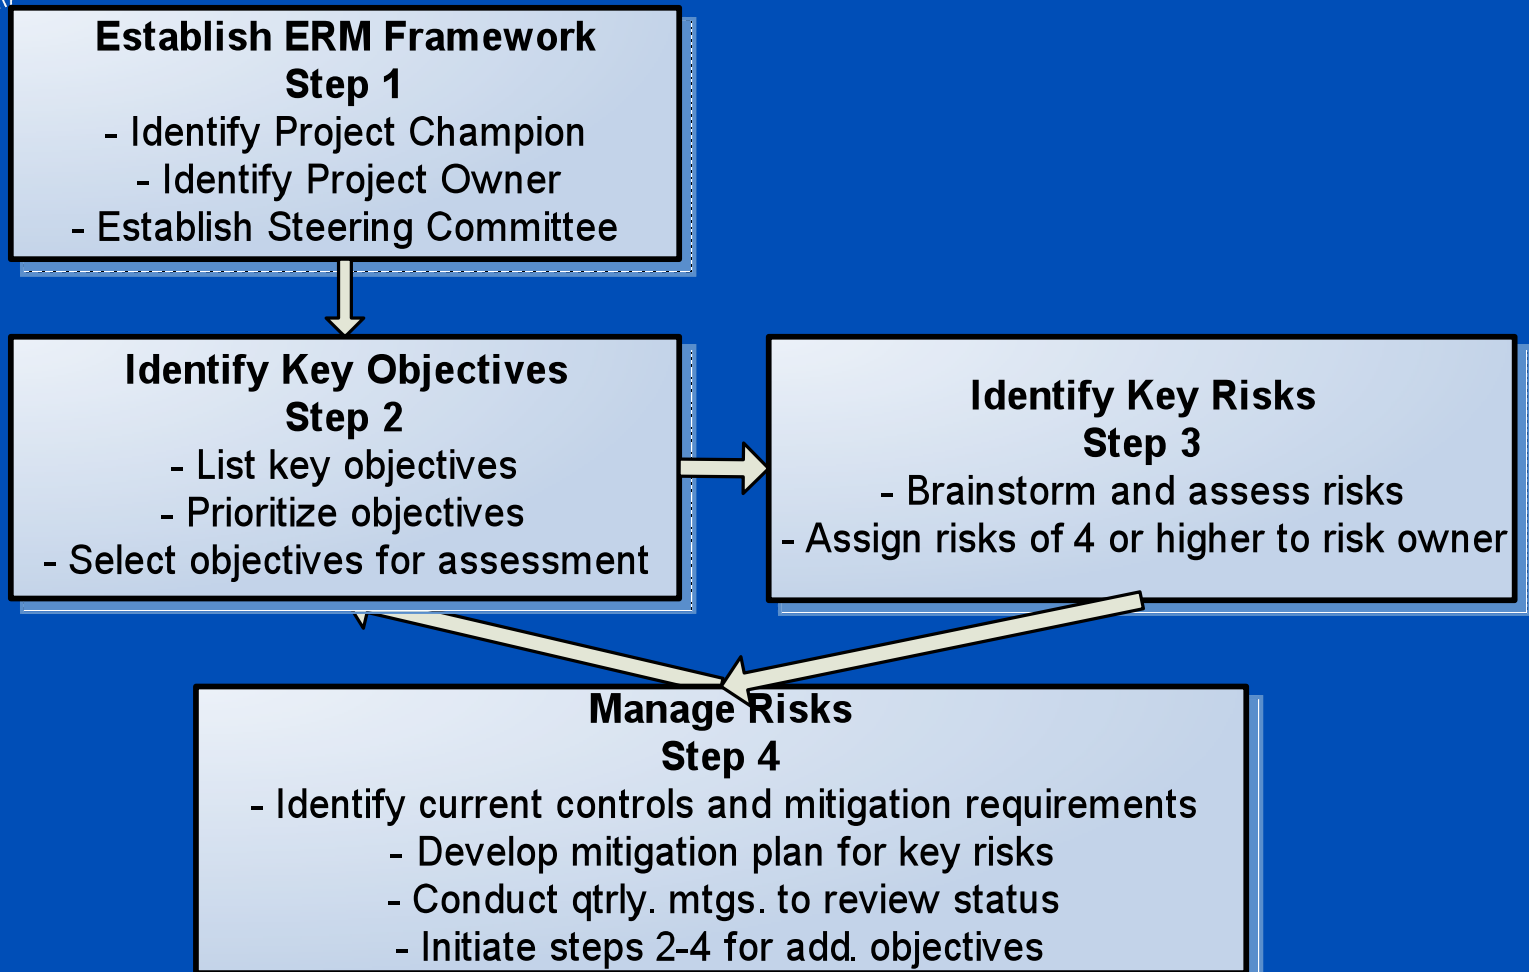 Establish ERM Framework
Step 1
- Identify Project Champion
- Identify Project Owner
- Establish Steering Committee
Identify Key Objectives
Step 2
- List key objectives
- Prioritize objectives
- Select objectives for assessment
Identify Key Risks
Step 3
- Brainstorm and assess risks
- Assign risks of 4 or higher to risk owner
Manage Risks
Step 4
- Identify current controls and mitigation requirements
- Develop mitigation plan for key risks
- Conduct qtrly. mtgs. to review status
- Initiate steps 2-4 for add. objectives